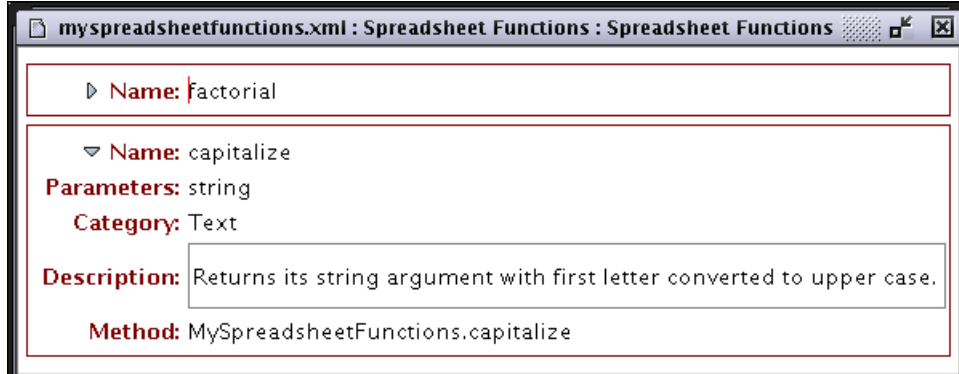 myspreadsheetfunctions.xml : Spreadsheet Functions : Spreadsheet Functions
Name: factorial
Name: capitalize
Parameters: string
Category: Text
Description: Returns its string argument with first letter converted to upper case.
Method: MySpreadsheetFunctions.capitalize